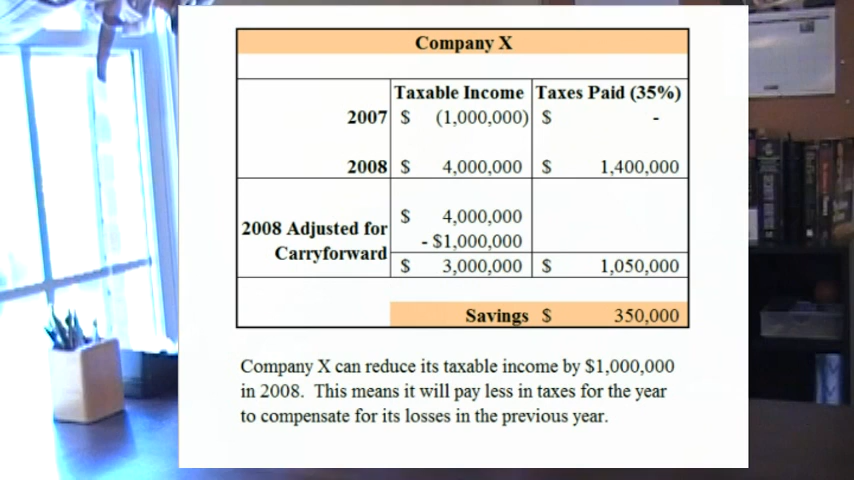 Company X
Taxable Income Taxes Paid (35%)
2007 $ (1,000,000) $ -
2008 $ 4,000,000 $ 1,400,000
2008 Adjusted for Carryforward
$ 4,000,000
- $1,000,000
$ 3,000,000 $ 1,050,000
Savings $ 350,000
Company X can reduce its taxable income by $1,000,000
in 2008. This means it will pay less in taxes for the year
to compensate for its losses in the previous year.